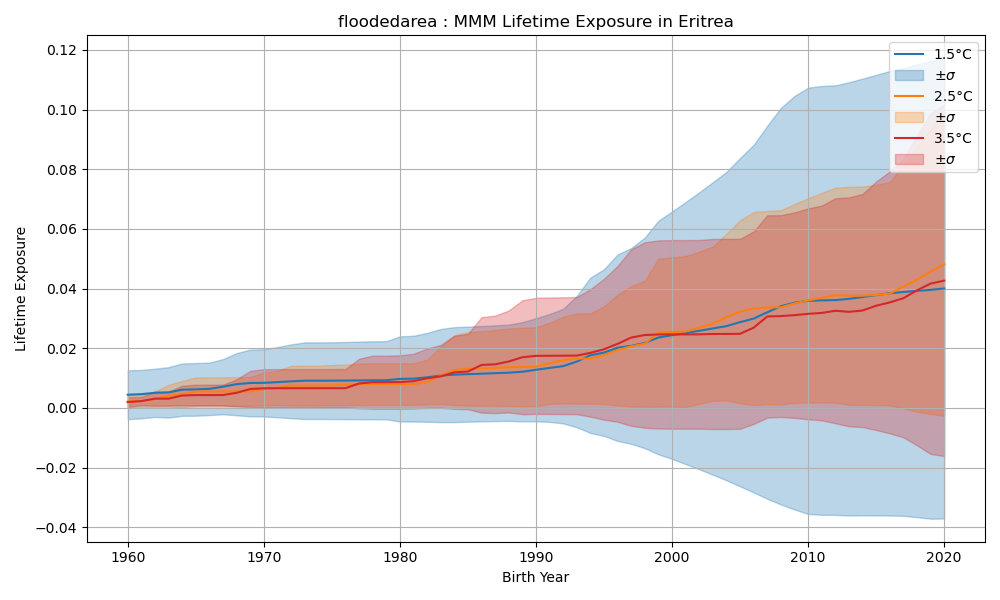 floodedarea : MMM Lifetime Exposure in Eritrea
0.12
0.10
0.08
0.06
0.04
0.02
0.00
−0.02
−0.04
Lifetime Exposure
1.5°C
±σ
2.5°C
±σ
3.5°C
±σ
1960 1970 1980 1990 2000 2010 2020
Birth Year